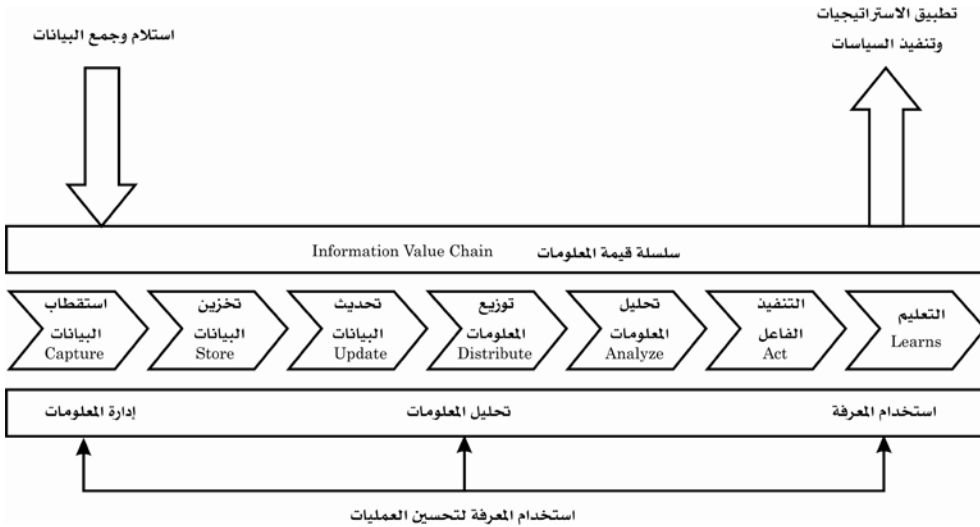 استلام وجمع البيانات
تطبيق الاستراتيجيات
وتنفيذ السياسات
Information Value Chain سلسلة قيمة المعلومات
استقطاب
البيانات
Capture
تخزين
البيانات
Store
تحديث
البيانات
Update
توزيع
المعلومات
Distribute
تحليل
المعلومات
Analyze
التنفيذ
الفاعل
Act
التعليم
Learns
إدارة المعلومات
تحليل المعلومات
استخدام المعرفة
استخدام المعرفة لتحسين العمليات